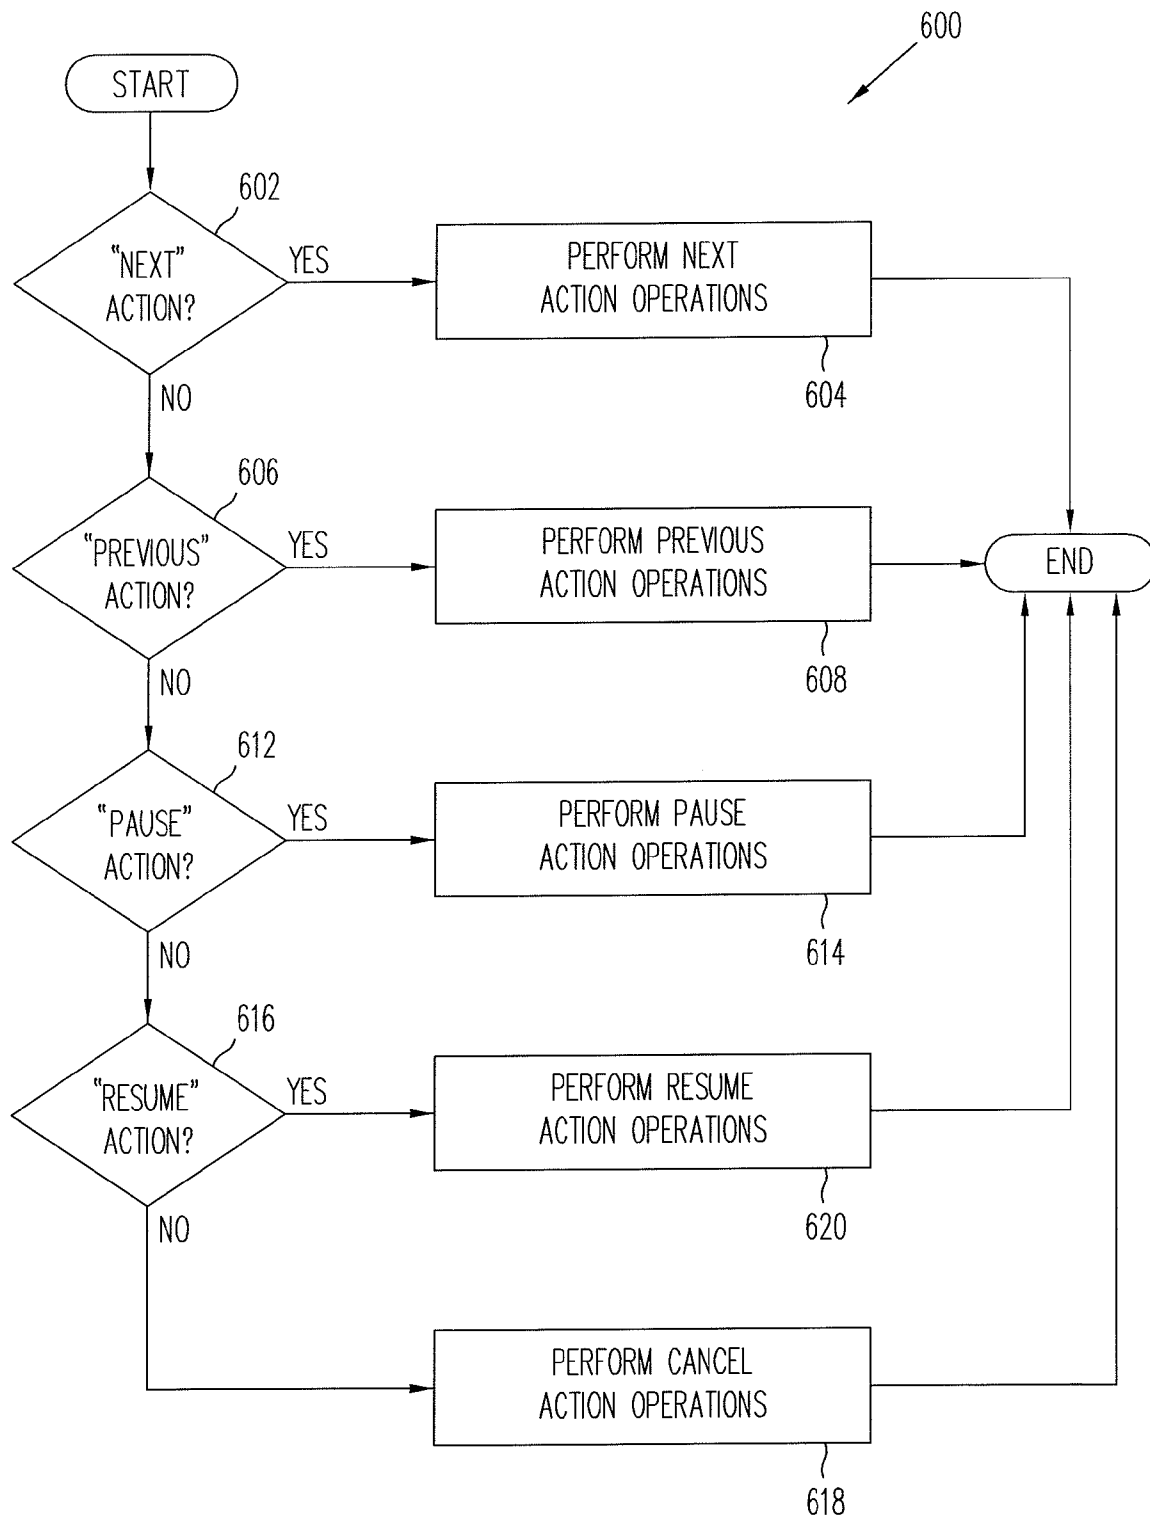 600
START
602
"NEXT"
ACTION?
YES
PERFORM NEXT
ACTION OPERATIONS
604
NO
606
"PREVIOUS"
ACTION?
YES
PERFORM PREVIOUS
ACTION OPERATIONS
608
END
NO
612
"PAUSE"
ACTION?
YES
PERFORM PAUSE
ACTION OPERATIONS
614
NO
616
"RESUME"
ACTION?
YES
PERFORM RESUME
ACTION OPERATIONS
620
NO
PERFORM CANCEL
ACTION OPERATIONS
618